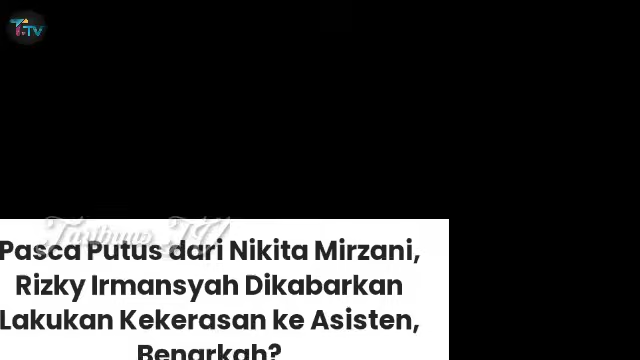 TV
Pasca Putus dari Nikita Mirzani,
Rizky Irmansyah Dikabarkan
Lakukan Kekerasan ke Asisten,
Benarkah?